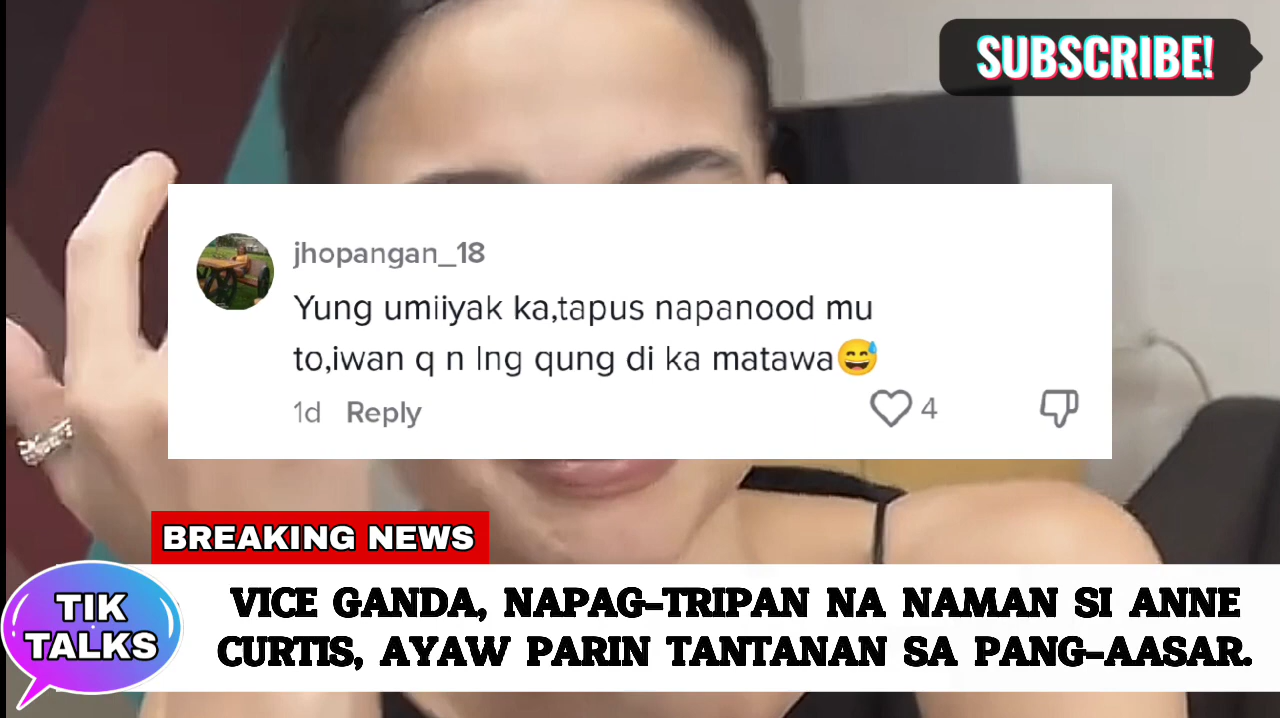 SUBSCRIBE!
jhopangan_18
Yung umiiyak ka,tapus napanood mu
to,iwan q n lng qung di ka matawa😅
1d Reply 4
BREAKING NEWS
TIK
TALKS
VICE GANDA, NAPAG-TRIPAN NA NAMAN SI ANNE
CURTIS, AYAW PARIN TANTANAN SA PANG-AASAR.